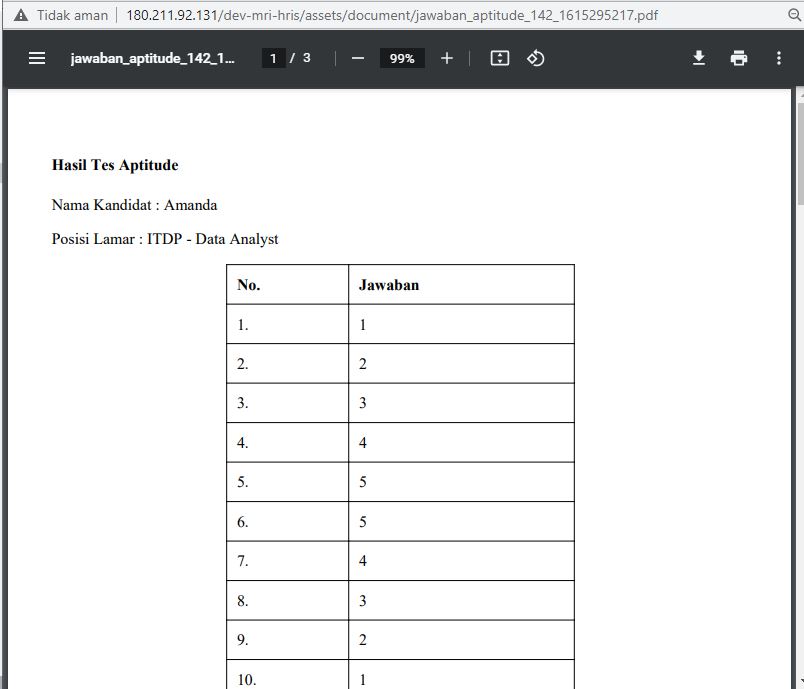 Tidak aman 180.211.92.131/dev-mri-hris/assets/document/jawaban_aptitude_142_1615295217.pdf
jawaban_aptitude_142_1... 1 / 3 — 99% +
Hasil Tes Aptitude
Nama Kandidat : Amanda
Posisi Lamar : ITDP - Data Analyst
No. Jawaban
1. 1
2. 2
3. 3
4. 4
5. 5
6. 5
7. 4
8. 3
9. 2
10. 1